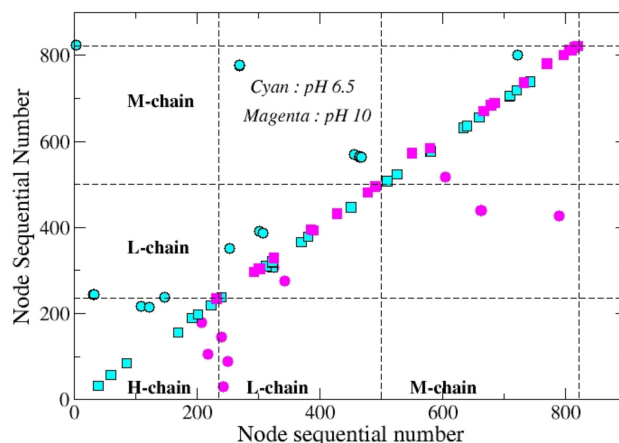 800
600
400
200
0
Node Sequential Number
M-chain
Cyan : pH 6.5
Magenta : pH 10
L-chain
H-chain
L-chain
M-chain
0
200
400
600
800
Node sequential number